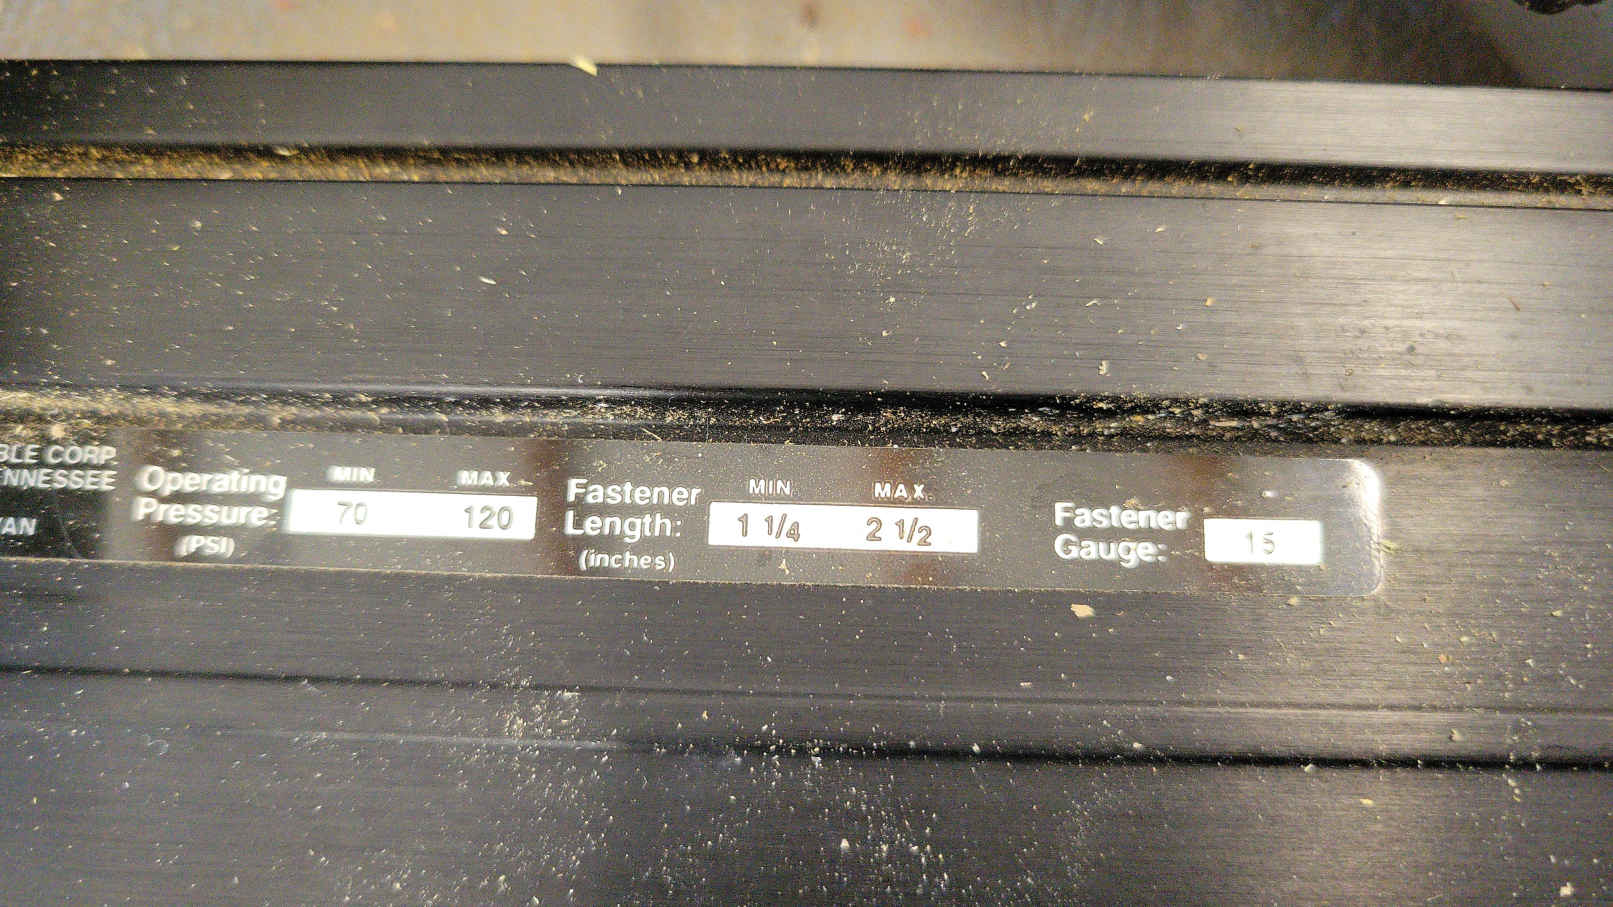 BLE CORP.
ENNESSEE
VAN
Operating
Pressure:
(PSI)
MIN MAX
70 120
Fastener
Length:
(inches)
MIN MAX
1 1/4 2 1/2
Fastener
Gauge:
15